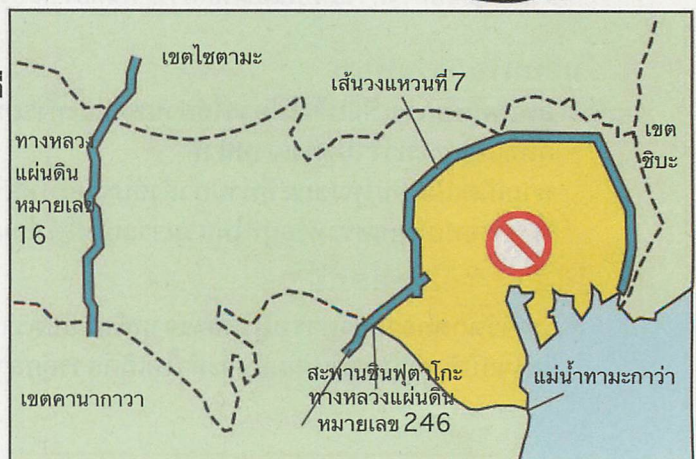 เขตไซตามะ
เส้นวงแหวนที่ 7
เขต
ชิบะ
ทางหลวง
แผ่นดิน
หมายเลข
16
สะพานชินฟุตาโกะ
ทางหลวงแผ่นดิน
หมายเลข 246
แม่น้ำทามะกาว่า
เขตคานากาวา